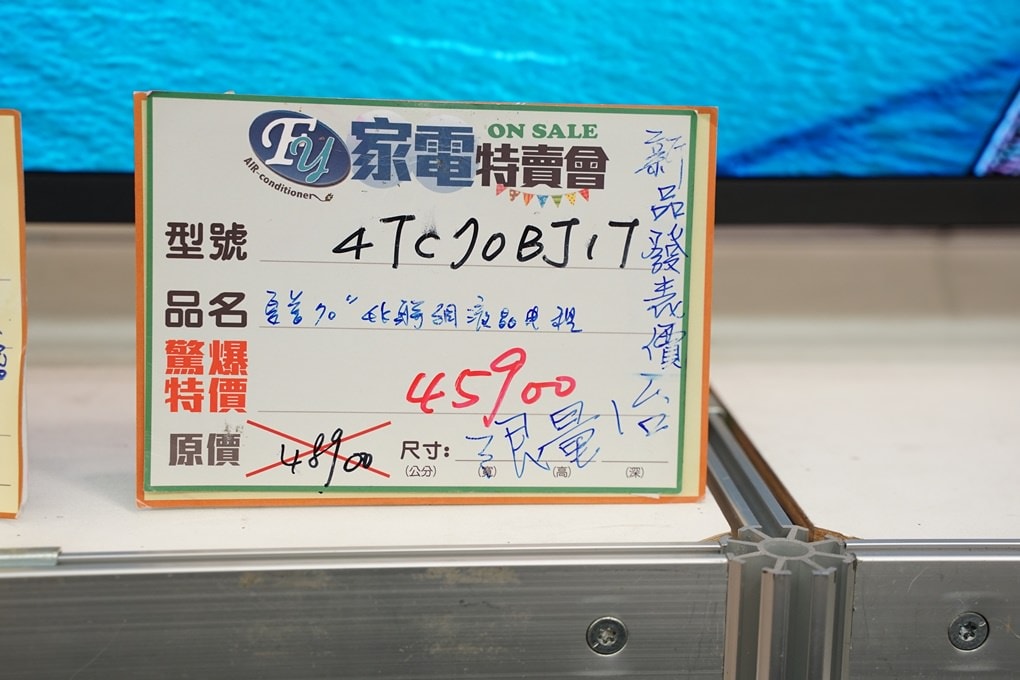 Fy
AIR-conditioner
家電
ON SALE
特賣會
型號 4TC70BJ1T
品名 夏普70"4K聯網液晶电視
驚爆特價 45900
原價 48900
尺寸:
(公分) (寬) (高) (深)
新品發表價
限量1台